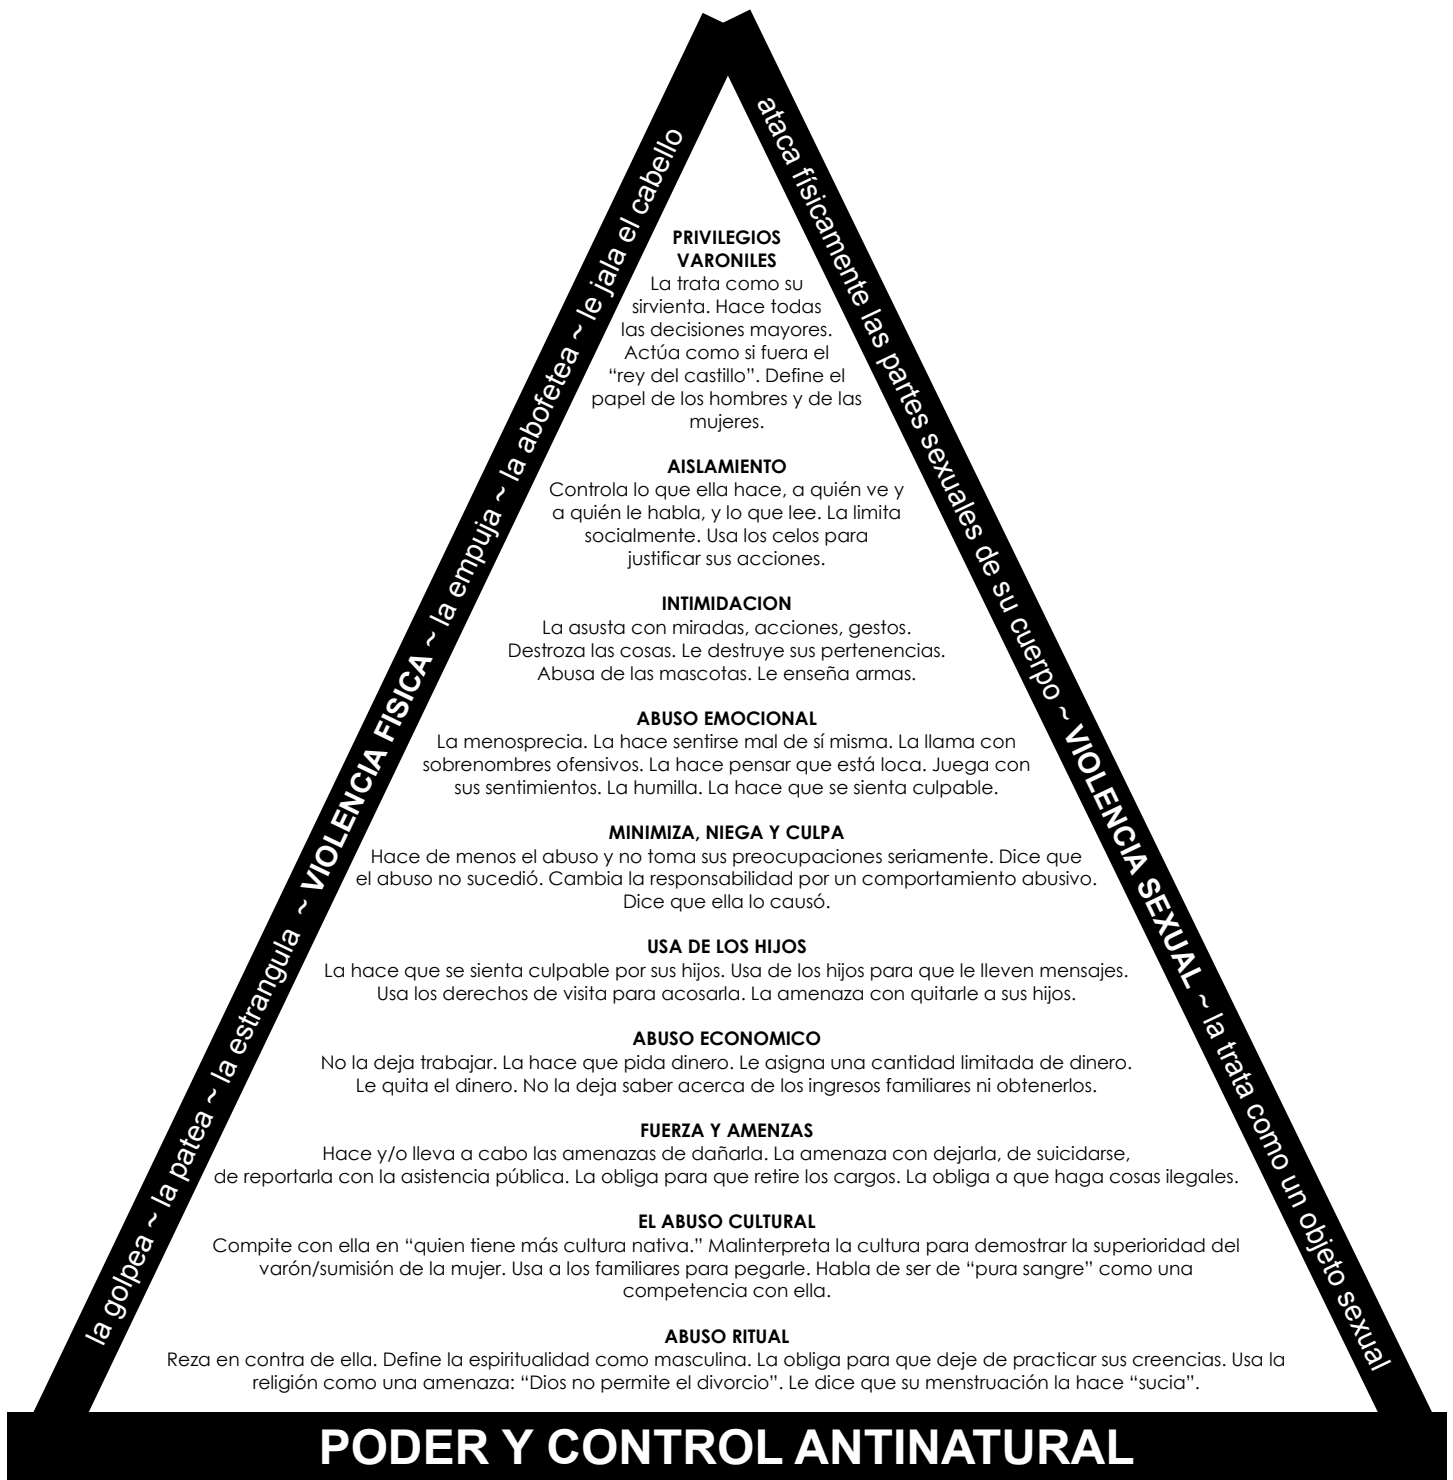 la golpea ~ la patea ~ la estrangula ~ VIOLENCIA FISICA ~ la empuja ~ la abofetea ~ le jala el cabello
ataca físicamente las partes sexuales de su cuerpo ~ VIOLENCIA SEXUAL ~ la trata como un objeto sexual
PRIVILEGIOS
VARONILES
La trata como su
sirvienta. Hace todas
las decisiones mayores.
Actúa como si fuera el
“rey del castillo”. Define el
papel de los hombres y de las
mujeres.
AISLAMIENTO
Controla lo que ella hace, a quién ve y
a quién le habla, y lo que lee. La limita
socialmente. Usa los celos para
justificar sus acciones.
INTIMIDACION
La asusta con miradas, acciones, gestos.
Destroza las cosas. Le destruye sus pertenencias.
Abusa de las mascotas. Le enseña armas.
ABUSO EMOCIONAL
La menosprecia. La hace sentirse mal de sí misma. La llama con
sobrenombres ofensivos. La hace pensar que está loca. Juega con
sus sentimientos. La humilla. La hace que se sienta culpable.
MINIMIZA, NIEGA Y CULPA
Hace de menos el abuso y no toma sus preocupaciones seriamente. Dice que
el abuso no sucedió. Cambia la responsabilidad por un comportamiento abusivo.
Dice que ella lo causó.
USA DE LOS HIJOS
La hace que se sienta culpable por sus hijos. Usa de los hijos para que le lleven mensajes.
Usa los derechos de visita para acosarla. La amenaza con quitarle a sus hijos.
ABUSO ECONOMICO
No la deja trabajar. La hace que pida dinero. Le asigna una cantidad limitada de dinero.
Le quita el dinero. No la deja saber acerca de los ingresos familiares ni obtenerlos.
FUERZA Y AMENZAS
Hace y/o lleva a cabo las amenazas de dañarla. La amenaza con dejarla, de suicidarse,
de reportarla con la asistencia pública. La obliga para que retire los cargos. La obliga a que haga cosas ilegales.
EL ABUSO CULTURAL
Compite con ella en “quien tiene más cultura nativa.” Malinterpreta la cultura para demostrar la superioridad del
varón/sumisión de la mujer. Usa a los familiares para pegarle. Habla de ser de “pura sangre” como una
competencia con ella.
ABUSO RITUAL
Reza en contra de ella. Define la espiritualidad como masculina. La obliga para que deje de practicar sus creencias. Usa la
religión como una amenaza: “Dios no permite el divorcio”. Le dice que su menstruación la hace “sucia”.
PODER Y CONTROL ANTINATURAL